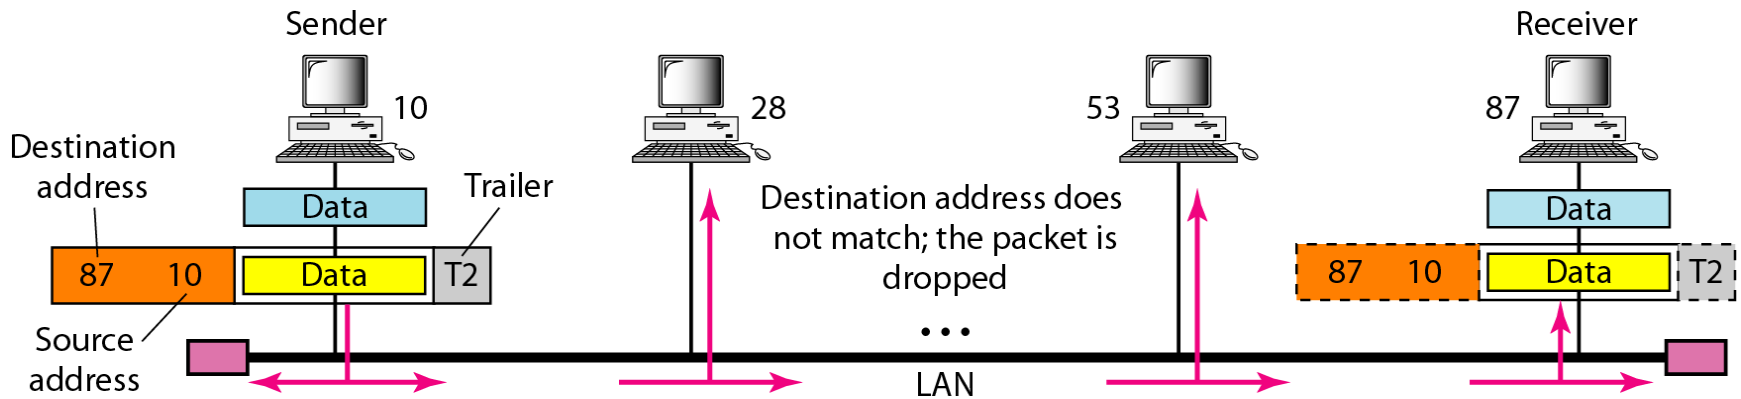 Sender
Receiver
10
28
53
87
Destination
address
Trailer
Data
Destination address does
not match; the packet is
dropped
Data
87 10
Data
T2
87 10
Data
T2
...
Source
address
LAN